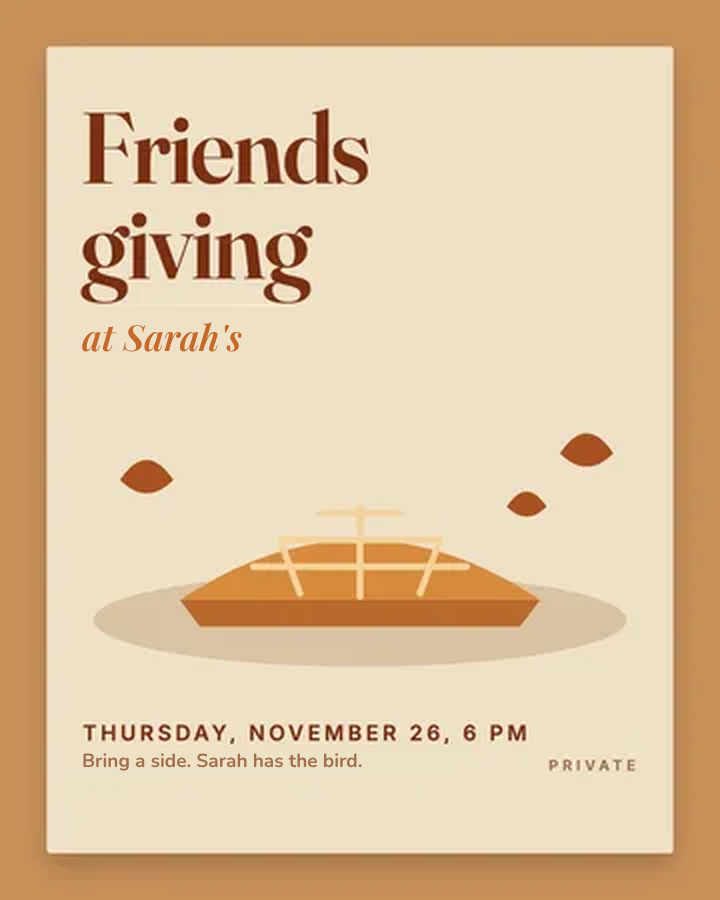 Friends
giving
at Sarah's
THURSDAY, NOVEMBER 26, 6 PM
Bring a side. Sarah has the bird.
PRIVATE